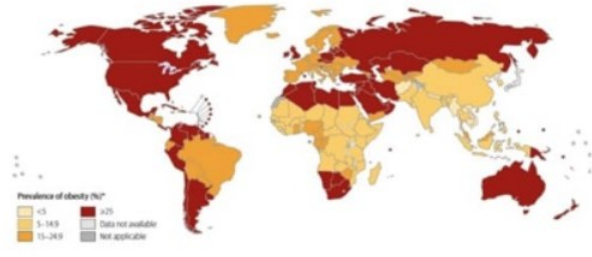 Prevalence of obesity (%)*
<5
5–14.9
15–24.9
≥25
Data not available
Not applicable